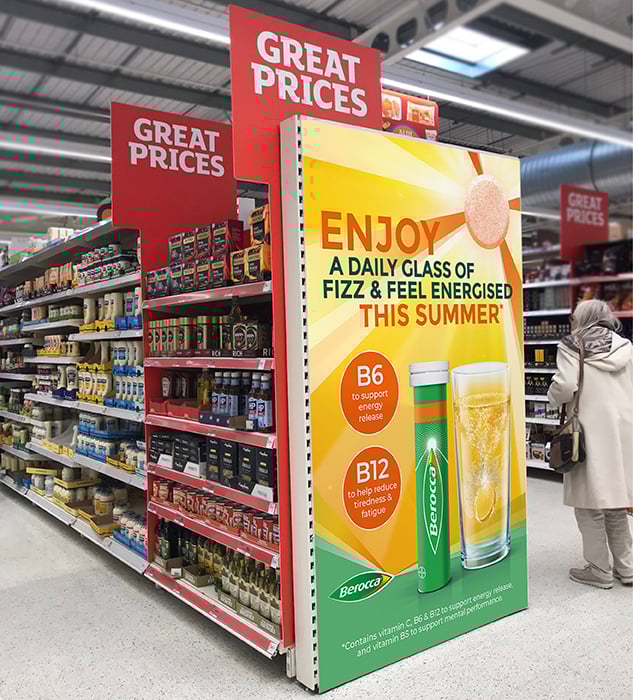 GREAT
PRICES
GREAT
PRICES
GREAT
PRICES
ENJOY
A DAILY GLASS OF
FIZZ & FEEL ENERGISED
THIS SUMMER*
B6
to support
energy
release
B12
to help reduce
tiredness &
fatigue
Berocca
Berocca
*Contains vitamin C, B6 & B12 to support energy release,
and vitamin B5 to support mental performance.
RICH
RICH